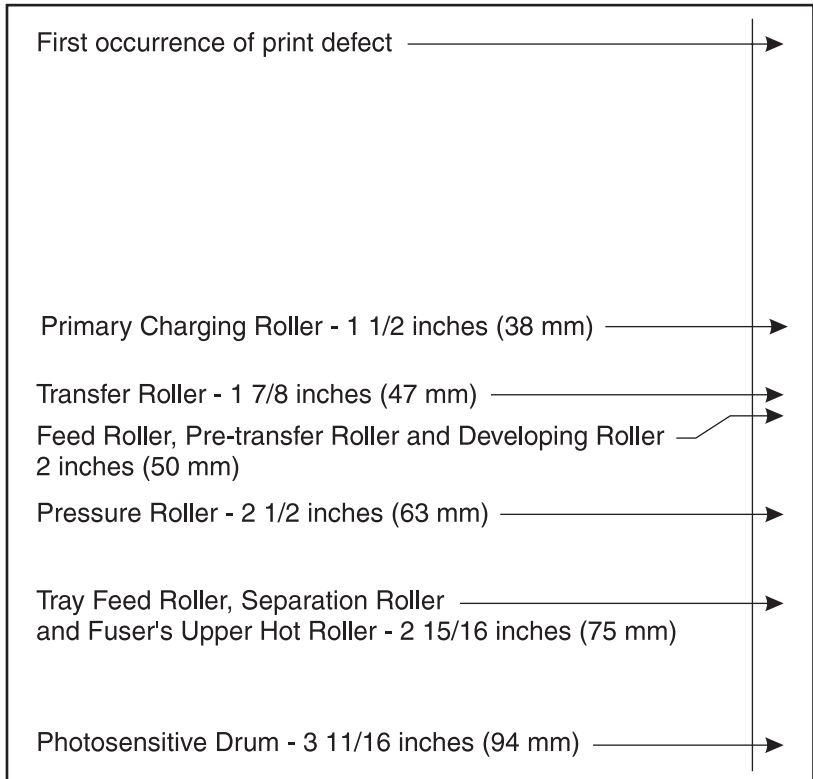 First occurrence of print defect
Primary Charging Roller - 1 1/2 inches (38 mm)
Transfer Roller - 1 7/8 inches (47 mm)
Feed Roller, Pre-transfer Roller and Developing Roller
2 inches (50 mm)
Pressure Roller - 2 1/2 inches (63 mm)
Tray Feed Roller, Separation Roller
and Fuser's Upper Hot Roller - 2 15/16 inches (75 mm)
Photosensitive Drum - 3 11/16 inches (94 mm)